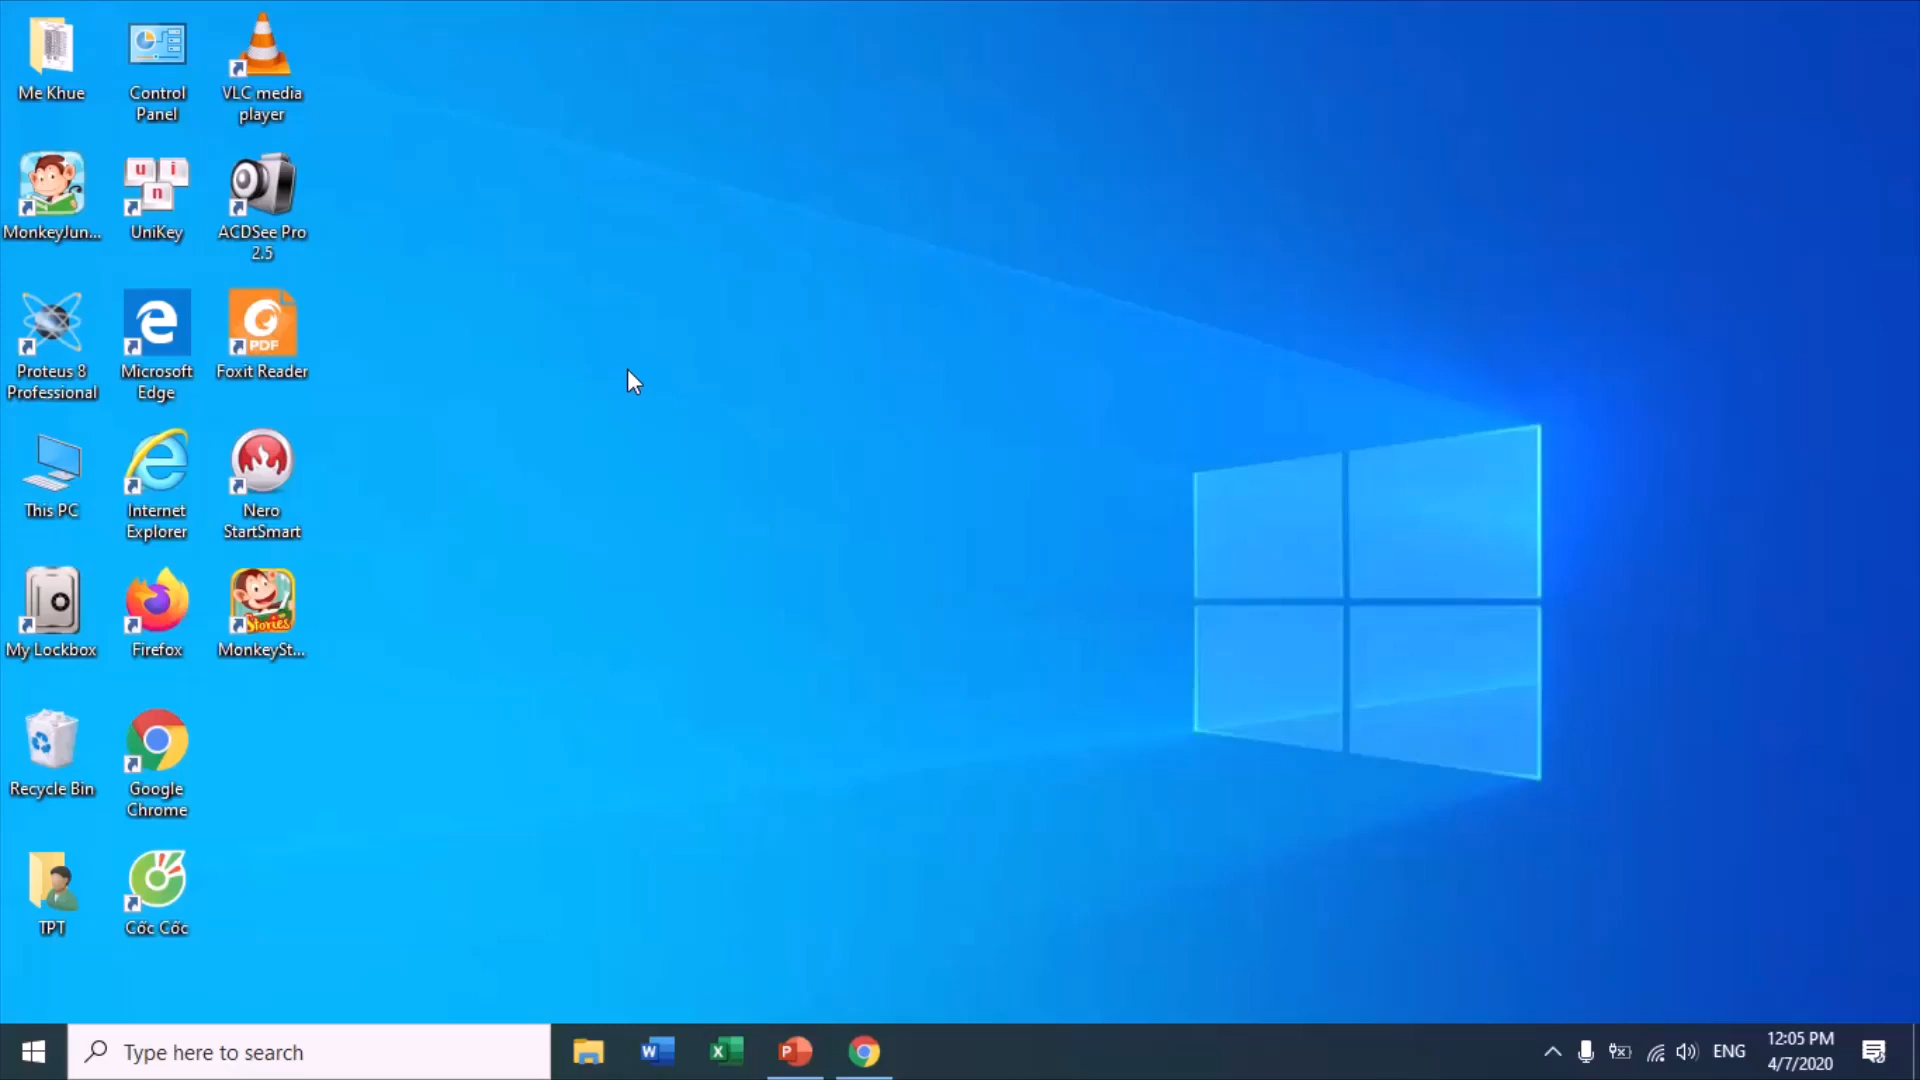 Me Khue
Control
Panel
VLC media
player
MonkeyJun...
u i
n
UniKey
ACDSee Pro
2.5
Proteus 8
Professional
Microsoft
Edge
PDF
Foxit Reader
This PC
Internet
Explorer
Nero
StartSmart
My Lockbox
Firefox
Stories
MonkeySt...
Recycle Bin
Google
Chrome
TPT
Cốc Cốc
Type here to search
W
X
P
ENG
12:05 PM
4/7/2020